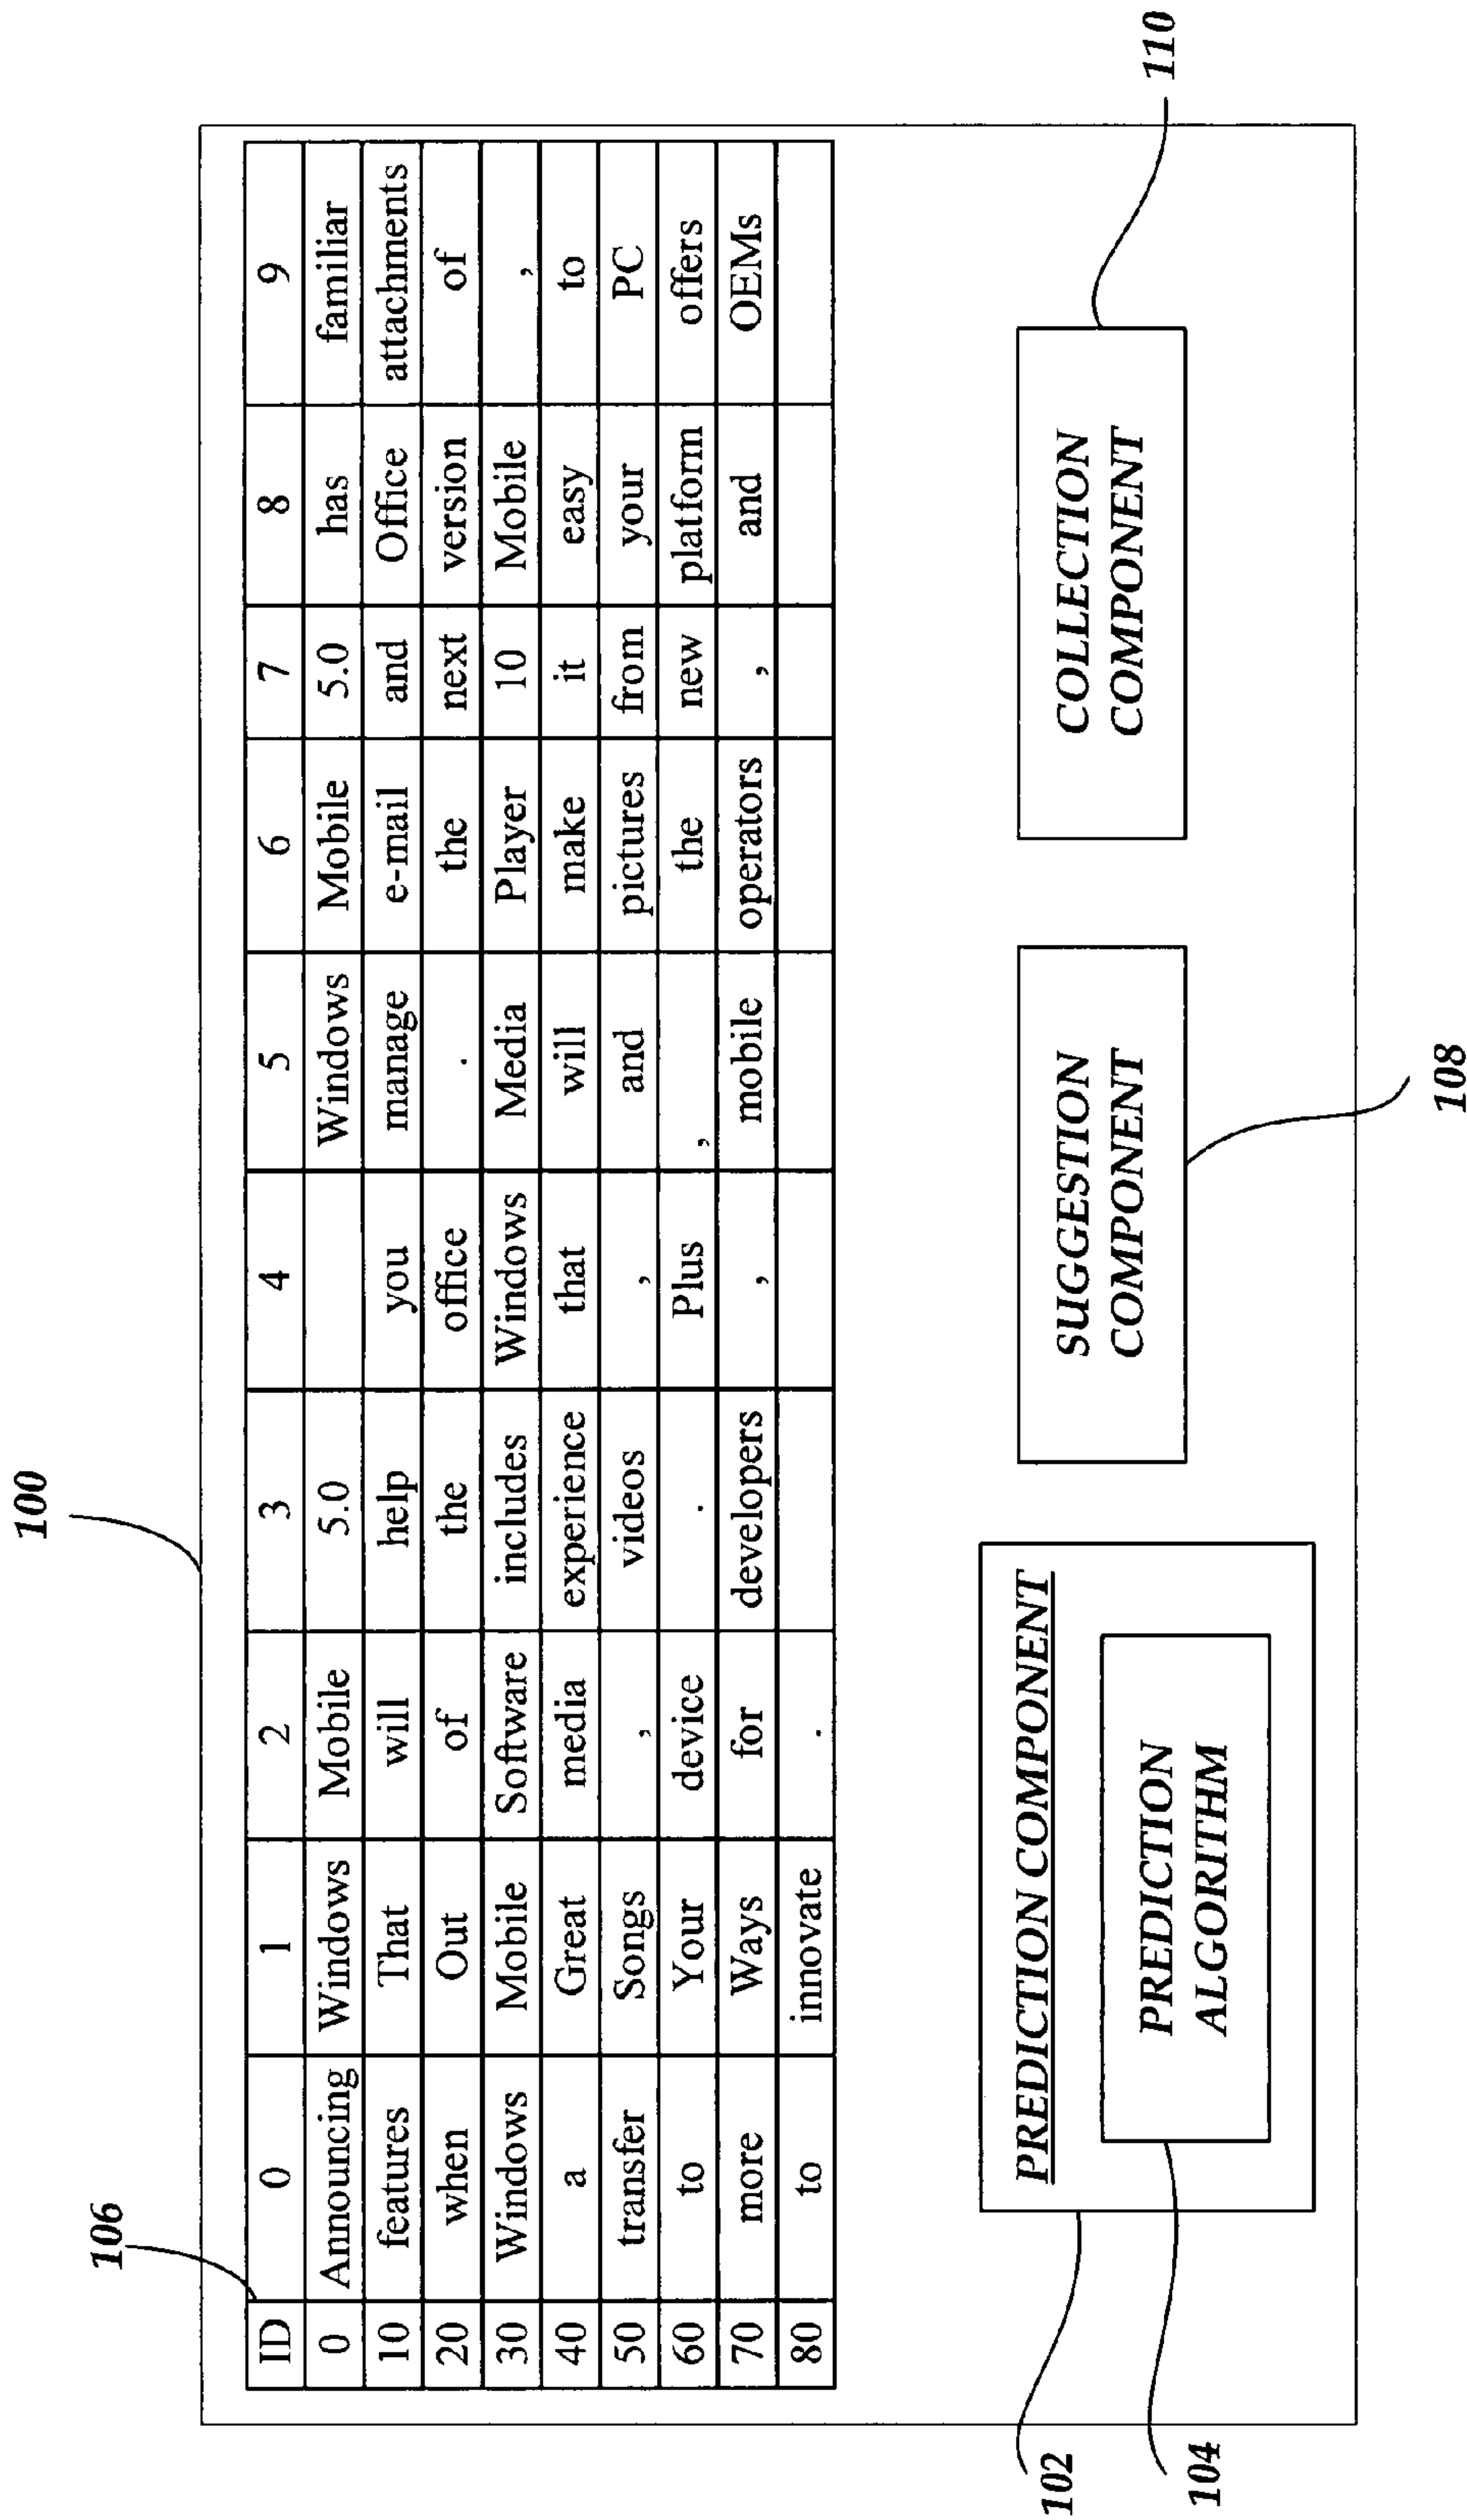 100
106
ID 0 1 2 3 4 5 6 7 8 9
0 Announcing Windows Mobile 5.0 Windows Mobile 5.0 has familiar
10 features That will help you manage e-mail and Office attachments
20 when Out of the office . the next version of
30 Windows Mobile Software includes Windows Media Player 10 Mobile ,
40 a Great media experience that will make it easy to
50 transfer Songs , videos , and pictures from your PC
60 to Your device . Plus , the new platform offers
70 more Ways for developers , mobile operators , and OEMs
80 to innovate .
PREDICTION COMPONENT
PREDICTION
ALGORITHM
SUGGESTION
COMPONENT
COLLECTION
COMPONENT
102
104
108
110